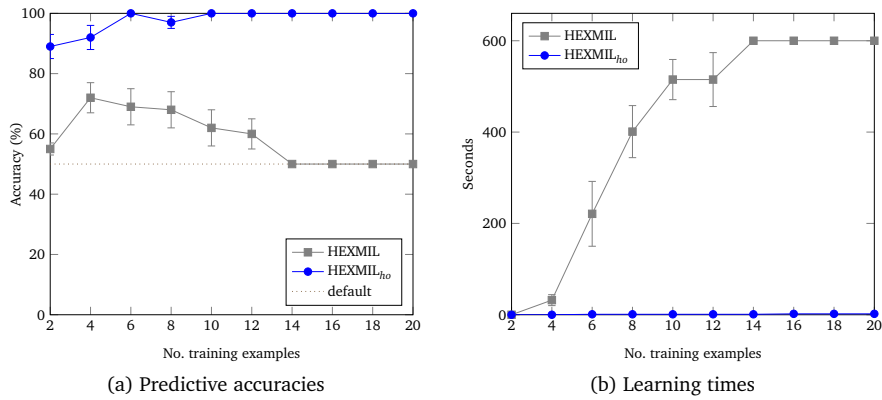 100
80
60
40
20
0
Accuracy (%)
2 4 6 8 10 12 14 16 18 20
No. training examples
HEXMIL
HEXMILho
default
(a) Predictive accuracies
600
400
200
0
Seconds
2 4 6 8 10 12 14 16 18 20
No. training examples
HEXMIL
HEXMILho
(b) Learning times